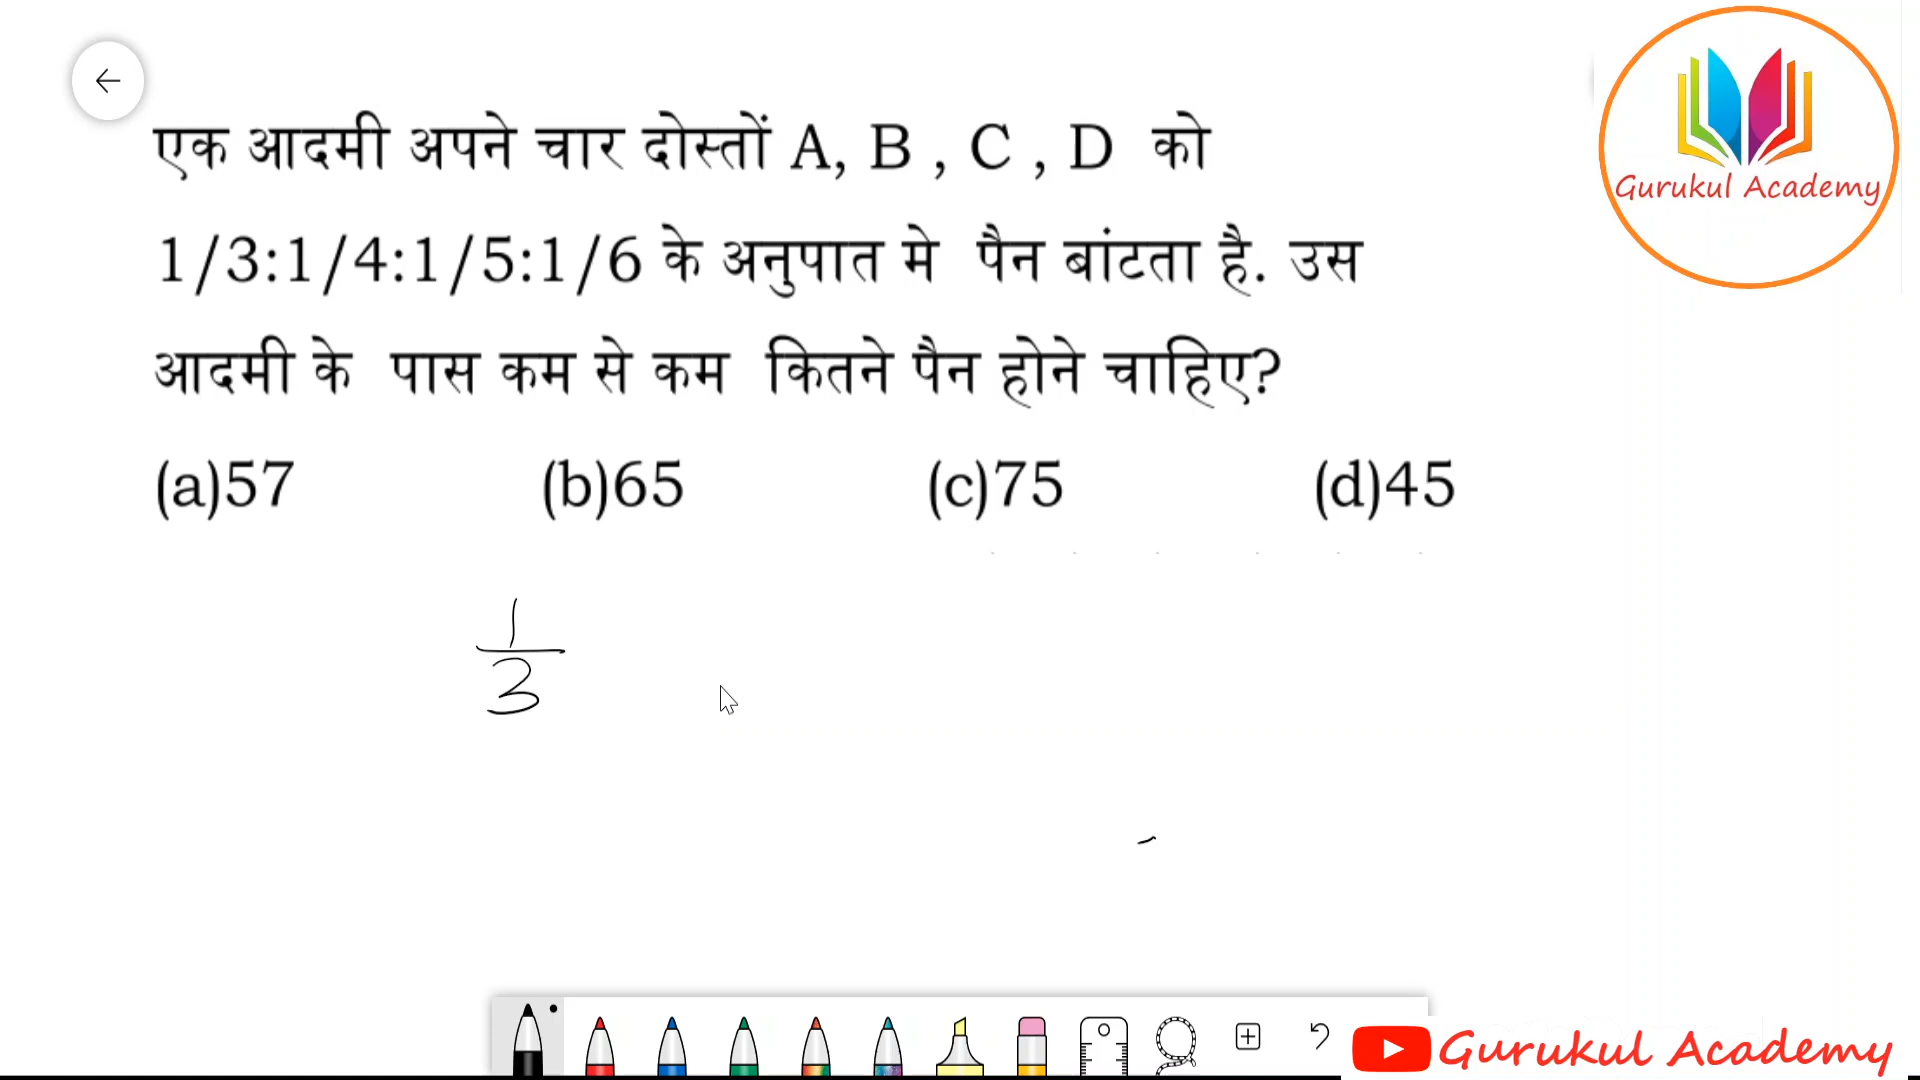 Gurukul Academy
एक आदमी अपने चार दोस्तों A, B , C , D को
1/3:1/4:1/5:1/6 के अनुपात मे पैन बांटता है. उस
आदमी के पास कम से कम कितने पैन होने चाहिए?
(a)57 (b)65 (c)75 (d)45
1
3
Gurukul Academy